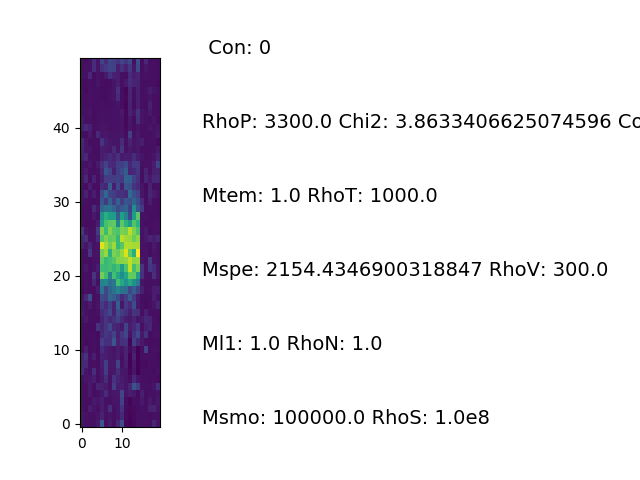 Con: 0
RhoP: 3300.0 Chi2: 3.8633406625074596 Co
Mtem: 1.0 RhoT: 1000.0
Mspe: 2154.4346900318847 RhoV: 300.0
Ml1: 1.0 RhoN: 1.0
Msmo: 100000.0 RhoS: 1.0e8
40
30
20
10
0
0 10